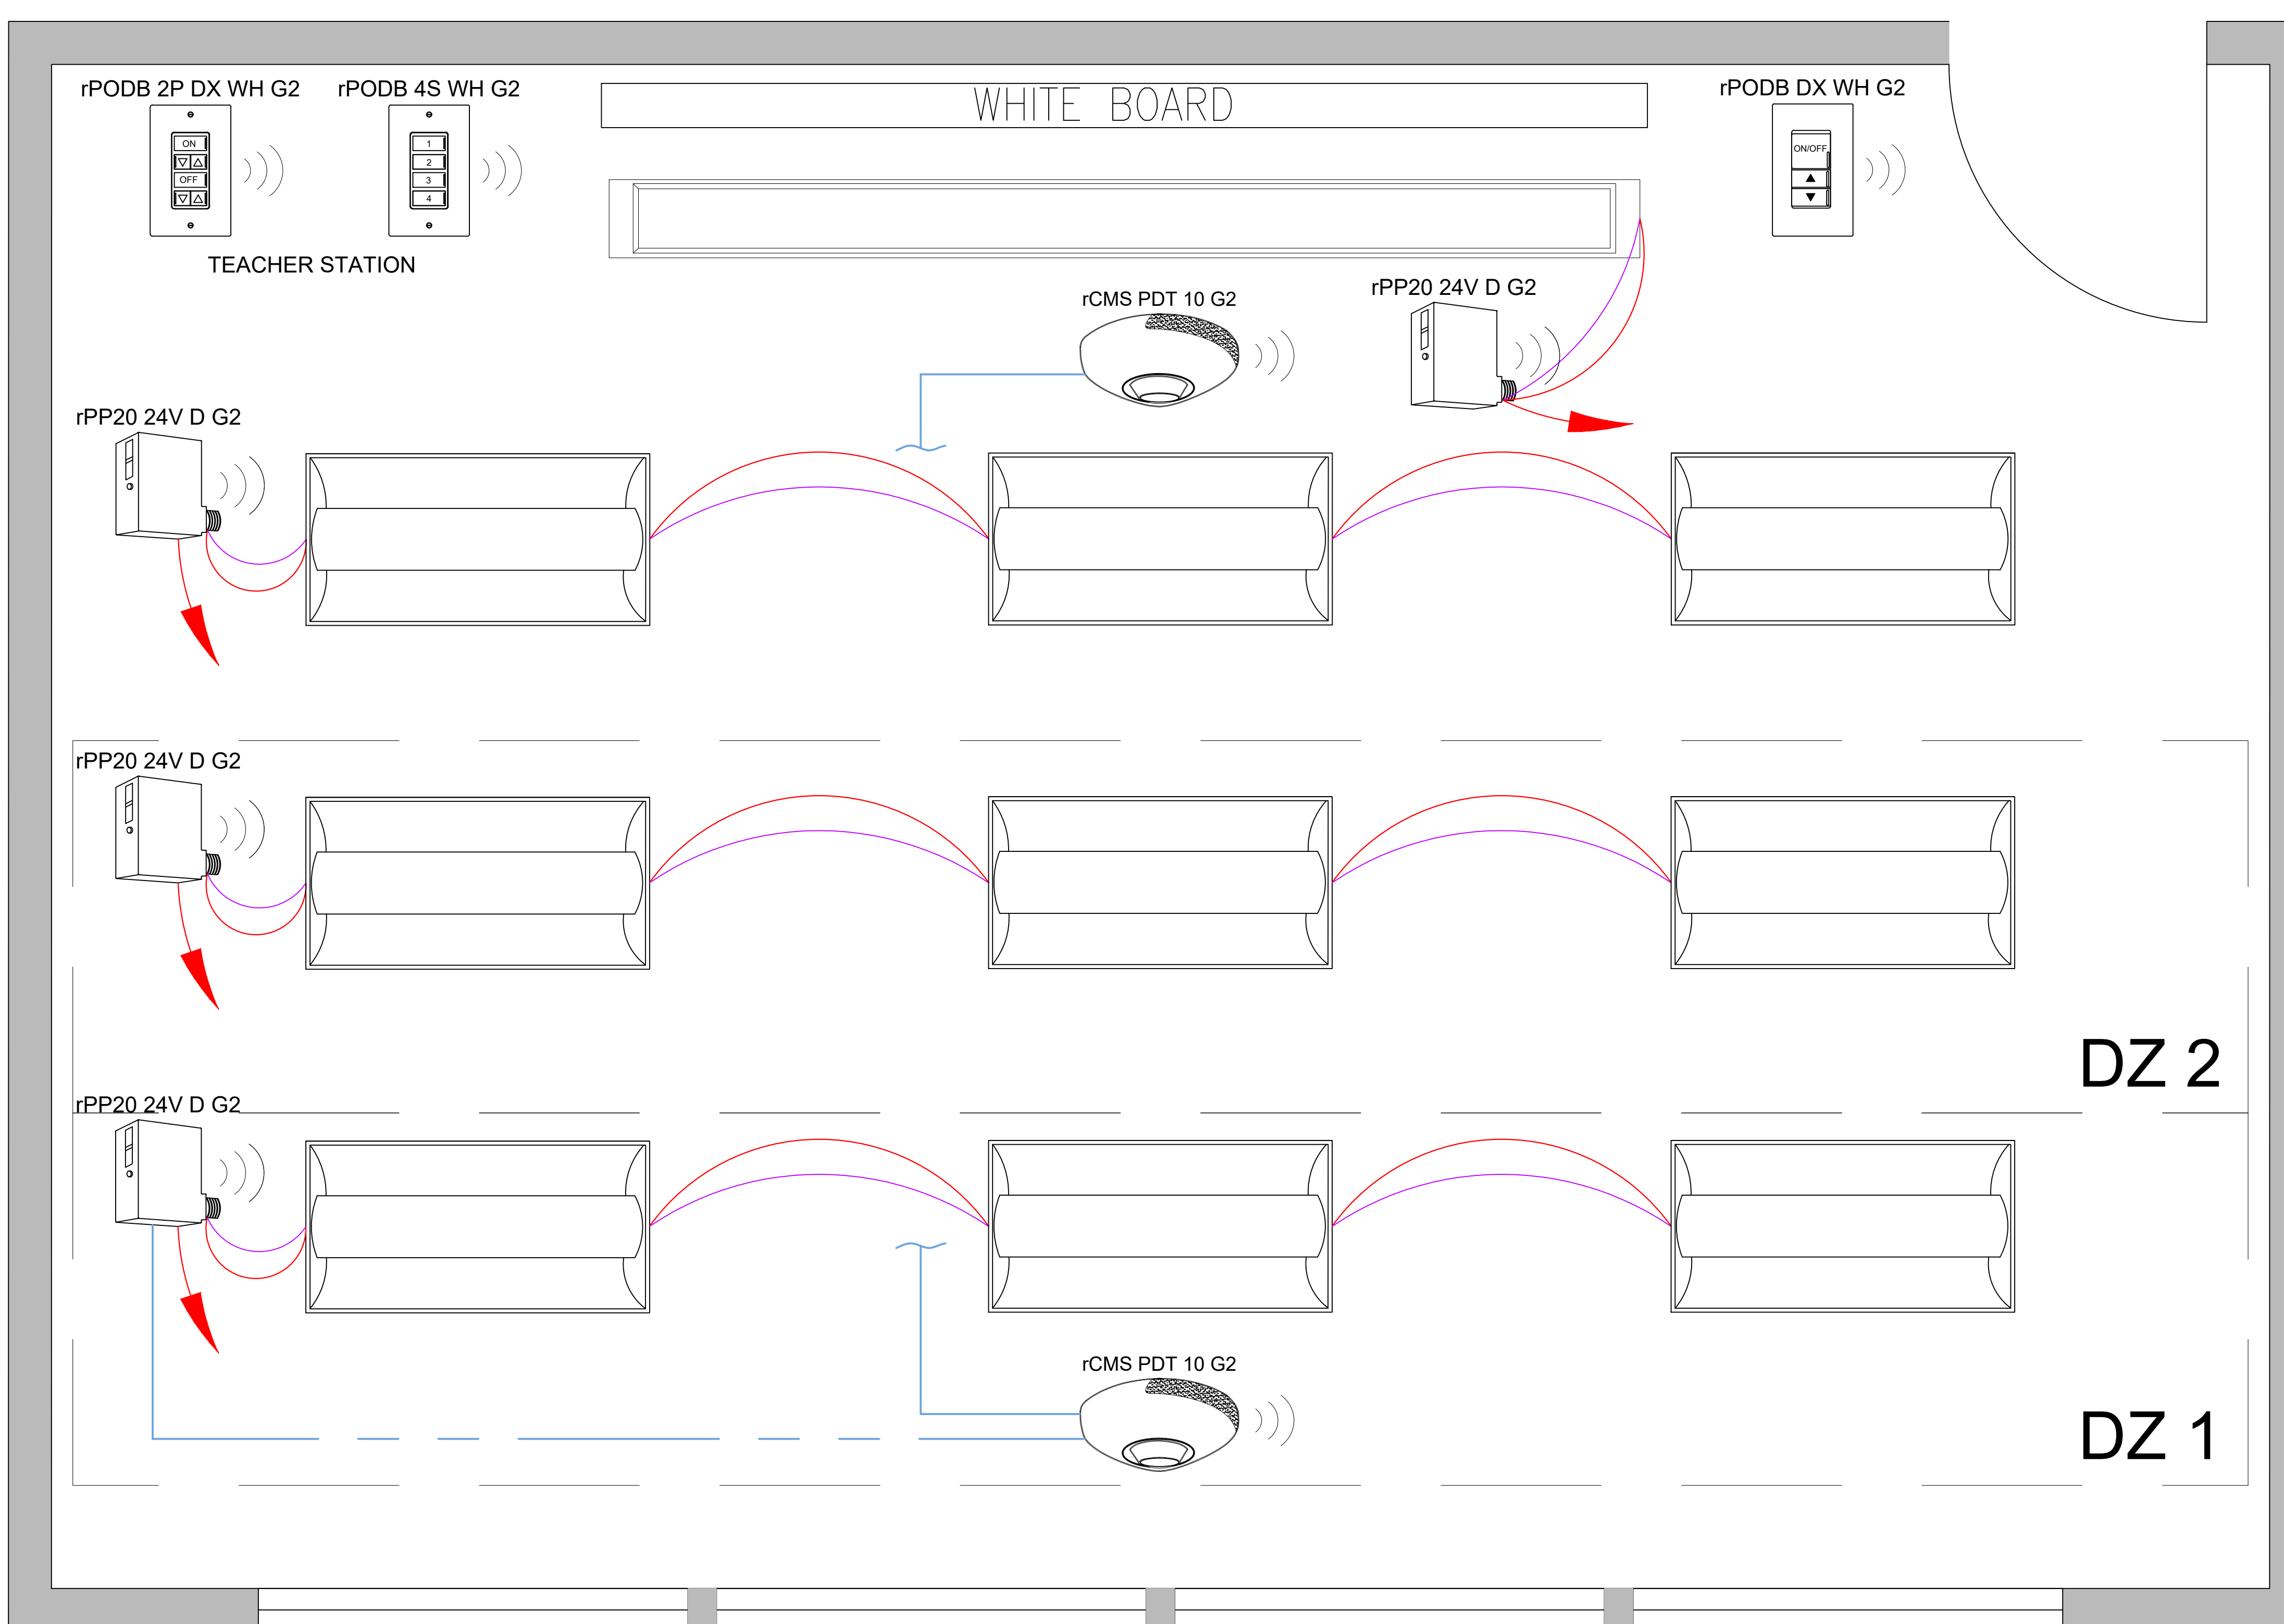 rPODB 2P DX WH G2
rPODB 4S WH G2
WHITE BOARD
rPODB DX WH G2
ON
OFF
1
2
3
4
ON/OFF
TEACHER STATION
rCMS PDT 10 G2
rPP20 24V D G2
rPP20 24V D G2
rPP20 24V D G2
DZ 2
rPP20 24V D G2
rCMS PDT 10 G2
DZ 1